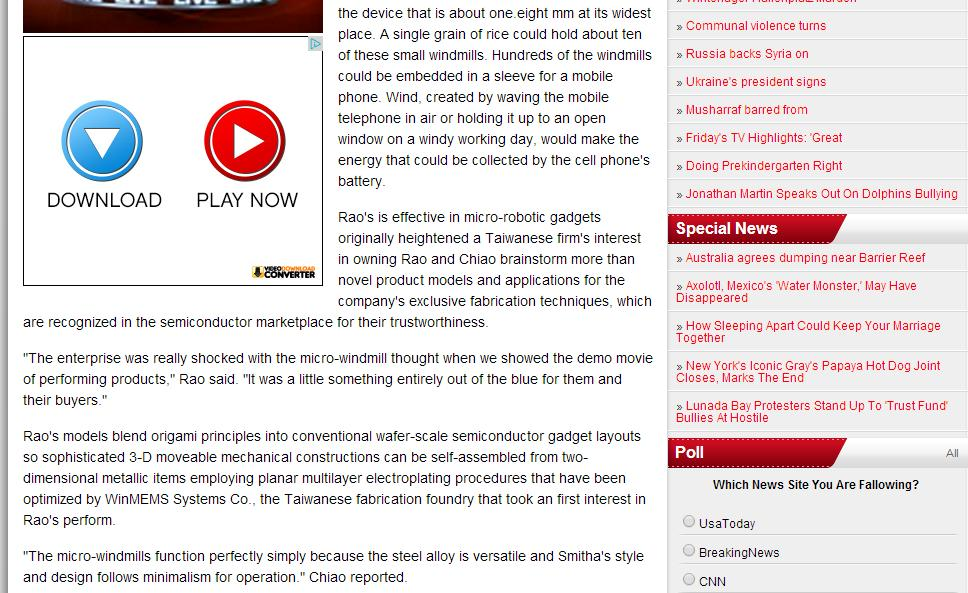 the device that is about one.eight mm at its widest
place. A single grain of rice could hold about ten
of these small windmills. Hundreds of the windmills
could be embedded in a sleeve for a mobile
phone. Wind, created by waving the mobile
telephone in air or holding it up to an open
window on a windy working day, would make the
energy that could be collected by the cell phone's
battery.
DOWNLOAD
PLAY NOW
VIDEODOWNLOAD
CONVERTER
Rao's is effective in micro-robotic gadgets
originally heightened a Taiwanese firm's interest
in owning Rao and Chiao brainstorm more than
novel product models and applications for the
company's exclusive fabrication techniques, which
are recognized in the semiconductor marketplace for their trustworthiness.
"The enterprise was really shocked with the micro-windmill thought when we showed the demo movie
of performing products," Rao said. "It was a little something entirely out of the blue for them and
their buyers."
Rao's models blend origami principles into conventional wafer-scale semiconductor gadget layouts
so sophisticated 3-D moveable mechanical constructions can be self-assembled from two-
dimensional metallic items employing planar multilayer electroplating procedures that have been
optimized by WinMEMS Systems Co., the Taiwanese fabrication foundry that took an first interest in
Rao's perform.
"The micro-windmills function perfectly simply because the steel alloy is versatile and Smitha's style
and design follows minimalism for operation." Chiao reported.
» Communal violence turns
» Russia backs Syria on
» Ukraine's president signs
» Musharraf barred from
» Friday's TV Highlights: 'Great
» Doing Prekindergarten Right
» Jonathan Martin Speaks Out On Dolphins Bullying
Special News
» Australia agrees dumping near Barrier Reef
» Axolotl, Mexico's 'Water Monster,' May Have
Disappeared
» How Sleeping Apart Could Keep Your Marriage
Together
» New York's Iconic Gray's Papaya Hot Dog Joint
Closes, Marks The End
» Lunada Bay Protesters Stand Up To 'Trust Fund'
Bullies At Hostile
Poll
All
Which News Site You Are Fallowing?
UsaToday
BreakingNews
CNN